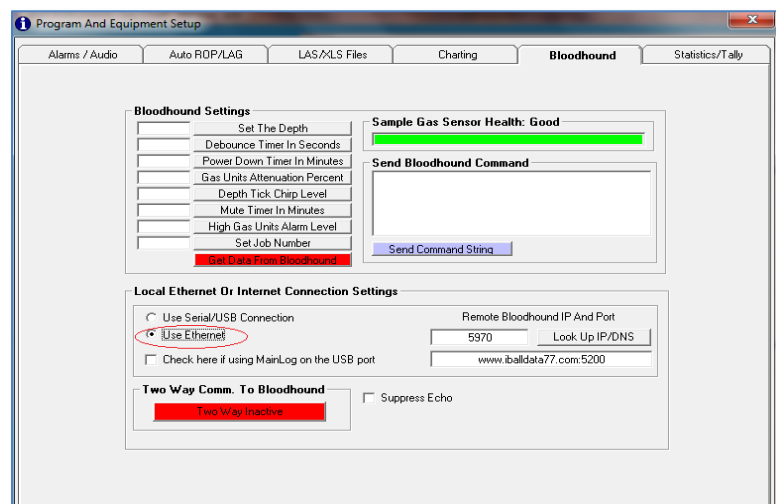 Program And Equipment Setup
Alarms / Audio
Auto ROP/LAG
LAS/XLS Files
Charting
Bloodhound
Statistics/Tally
Bloodhound Settings
Set The Depth
Debounce Timer In Seconds
Power Down Timer In Minutes
Gas Units Attenuation Percent
Depth Tick Chirp Level
Mute Timer In Minutes
High Gas Units Alarm Level
Set Job Number
Get Data From Bloodhound
Sample Gas Sensor Health: Good
Send Bloodhound Command
Send Command String
Local Ethernet Or Internet Connection Settings
Use Serial/USB Connection
Use Ethernet
Check here if using MainLog on the USB port
Remote Bloodhound IP And Port
5970
Look Up IP/DNS
www.iballdata77.com:5200
Two Way Comm. To Bloodhound
Two Way Inactive
Suppress Echo